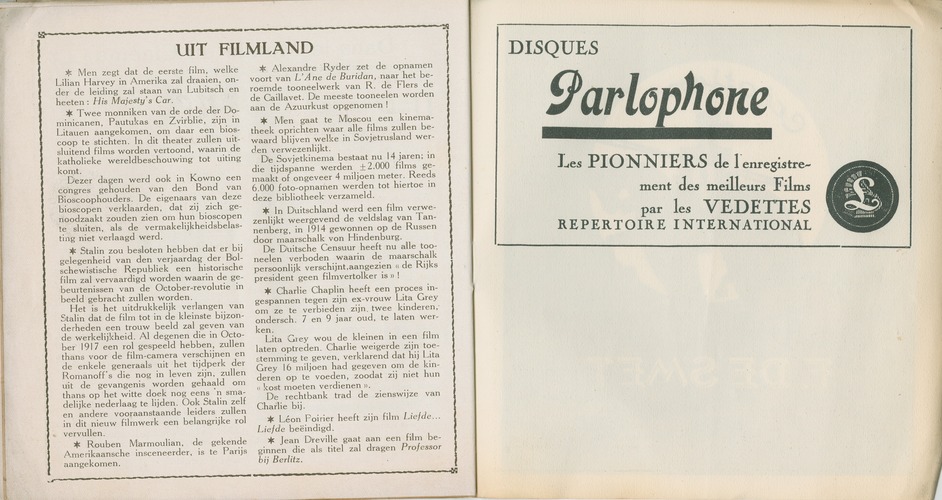 UIT FILMLAND
✶ Men zegt dat de eerste film, welke
Lilian Harvey in Amerika zal draaien, on-
der de leiding zal staan van Lubitsch en
heeten : His Majesty's Car.
✶ Twee monniken van de orde der Do-
minicanen, Pautukas en Zvirblie, zijn in
Litauen aangekomen, om daar een bios-
coop te stichten. In dit theater zullen uit-
sluitend films worden vertoond, waarin de
katholieke wereldbeschouwing tot uiting
komt.
Dezer dagen werd ook in Kowno een
congres gehouden van den Bond van
Bioscoophouders. De eigenaars van deze
bioscopen verklaarden, dat zij zich ge-
noodzaakt zouden zien om hun bioscopen
te sluiten, als de vermakelijkheidsbelas-
ting niet verlaagd werd.
✶ Stalin zou besloten hebben dat er bij
gelegenheid van den verjaardag der Bol-
schewistische Republiek een historische
film zal vervaardigd worden waarin de ge-
beurtenissen van de October-revolutie in
beeld gebracht zullen worden.
Het is het uitdrukkelijk verlangen van
Stalin dat de film tot in de kleinste bijzon-
derheden een trouw beeld zal geven van
de werkelijkheid. Al degenen die in Octo-
ber 1917 een rol gespeeld hebben, zullen
thans voor de film-camera verschijnen en
de enkele generaals uit het tijdperk der
Romanoff's die nog in leven zijn, zullen
uit de gevangenis worden gehaald om
thans op het witte doek nog eens 'n sma-
delijke nederlaag te lijden. Ook Stalin zelf
en andere vooraanstaande leiders zullen
in dit nieuw filmwerk een belangrijke rol
vervullen.
✶ Rouben Marmoulian, de gekende
Amerikaansche insceneerder, is te Parijs
aangekomen.
✶ Alexandre Ryder zet de opnamen
voort van L'Ane de Buridan, naar het be-
roemde tooneelwerk van R. de Flers de
de Caillavet. De meeste tooneelen worden
aan de Azuurkust opgenomen !
✶ Men gaat te Moscou een kinema-
theek oprichten waar alle films zullen be-
waard blijven welke in Sovjetrusland wer-
den verwezenlijkt.
De Sovjetkinema bestaat nu 14 jaren; in
die tijdspanne werden ±2.000 films ge-
maakt of ongeveer 4 miljoen meter. Reeds
6.000 foto-opnamen werden tot hiertoe in
deze bibliotheek verzameld.
✶ In Duitschland werd een film verwe-
zenlijkt weergevend de veldslag van Tan-
nenberg, in 1914 gewonnen op de Russen
door maarschalk von Hindenburg.
De Duitsche Censuur heeft nu alle too-
neelen verboden waarin de maarschalk
persoonlijk verschijnt,aangezien « de Rijks
president geen filmvertolker is » !
✶ Charlie Chaplin heeft een proces in-
gespannen tegen zijn ex-vrouw Lita Grey
om ze te verbieden zijn twee kinderen,
ondersch. 7 en 9 jaar oud, te laten wer-
ken.
Lita Grey wou de kleinen in een film
laten optreden. Charlie weigerde zijn toe-
stemming te geven, verklarend dat hij Lita
Grey 16 miljoen had gegeven om de kin-
deren op te voeden, zoodat zij niet hun
« kost moeten verdienen ».
De rechtbank trad de zienswijze van
Charlie bij.
✶ Léon Poirier heeft zijn film Liefde...
Liefde beëindigd.
✶ Jean Dreville gaat aan een film be-
ginnen die als titel zal dragen Professor
bij Berlitz.
DISQUES
Parlophone
Les PIONNIERS de l'enregistre-
ment des meilleurs Films
par les VEDETTES
REPERTOIRE INTERNATIONAL